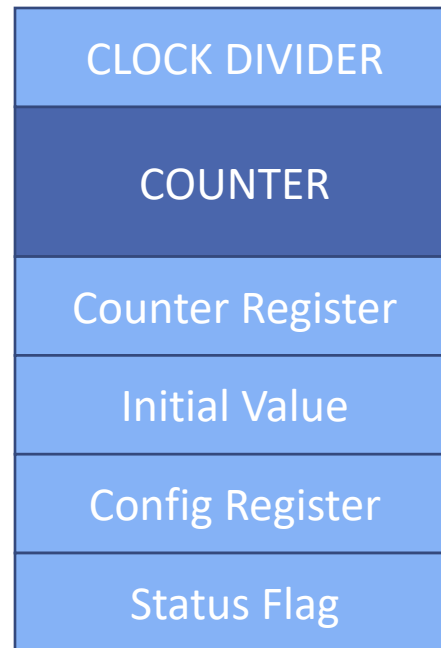 CLOCK DIVIDER
COUNTER
Counter Register
Initial Value
Config Register
Status Flag